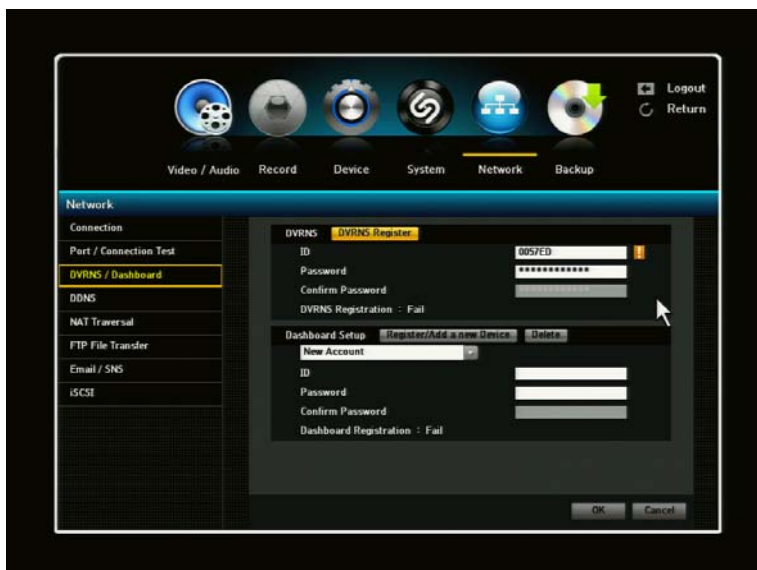 Logout
Return
Video / Audio Record Device System Network Backup
Network
Connection
Port / Connection Test
DVRNS / Dashboard
DDNS
NAT Traversal
FTP File Transfer
Email / SNS
iSCSI
DVRNS DVRNS Register
ID 0057ED !
Password ************
Confirm Password ************
DVRNS Registration : Fail
Dashboard Setup Register/Add a new Device Delete
New Account
ID
Password
Confirm Password
Dashboard Registration : Fail
OK Cancel